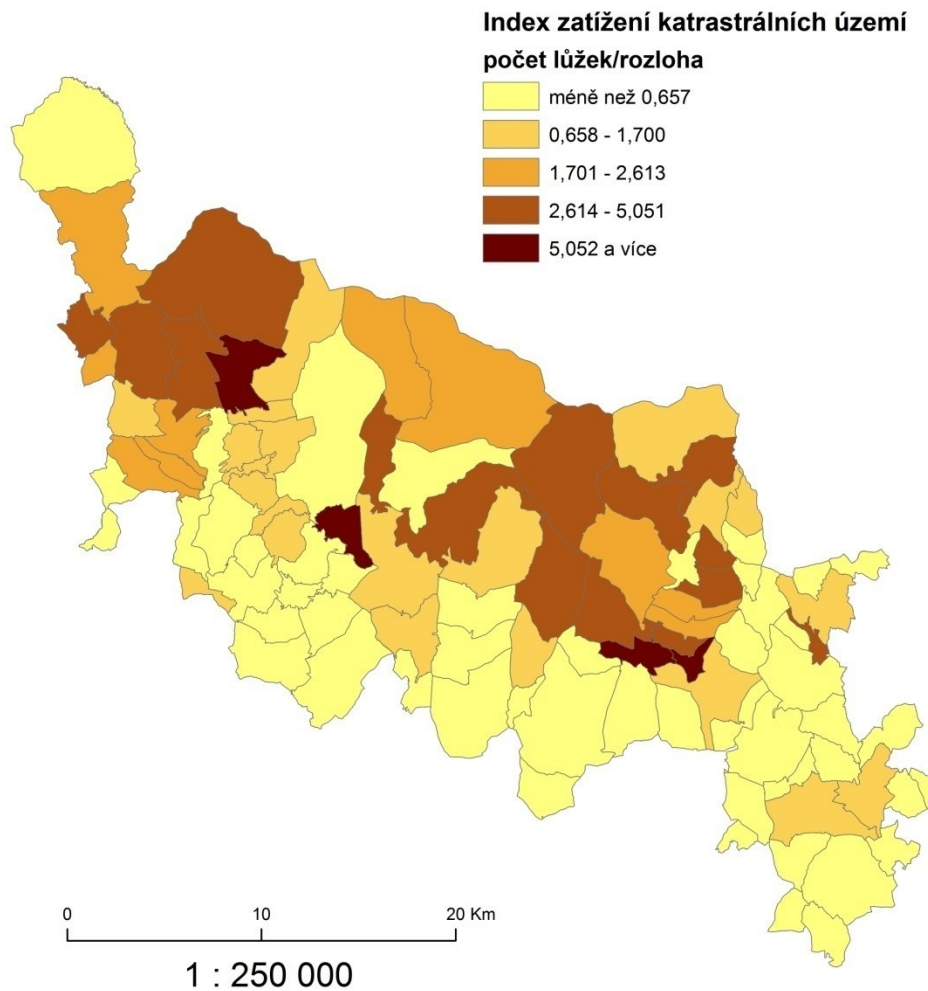 Index zatížení katrastrálních území
počet lůžek/rozloha
méně než 0,657
0,658 - 1,700
1,701 - 2,613
2,614 - 5,051
5,052 a více
0 10 20 Km
1 : 250 000